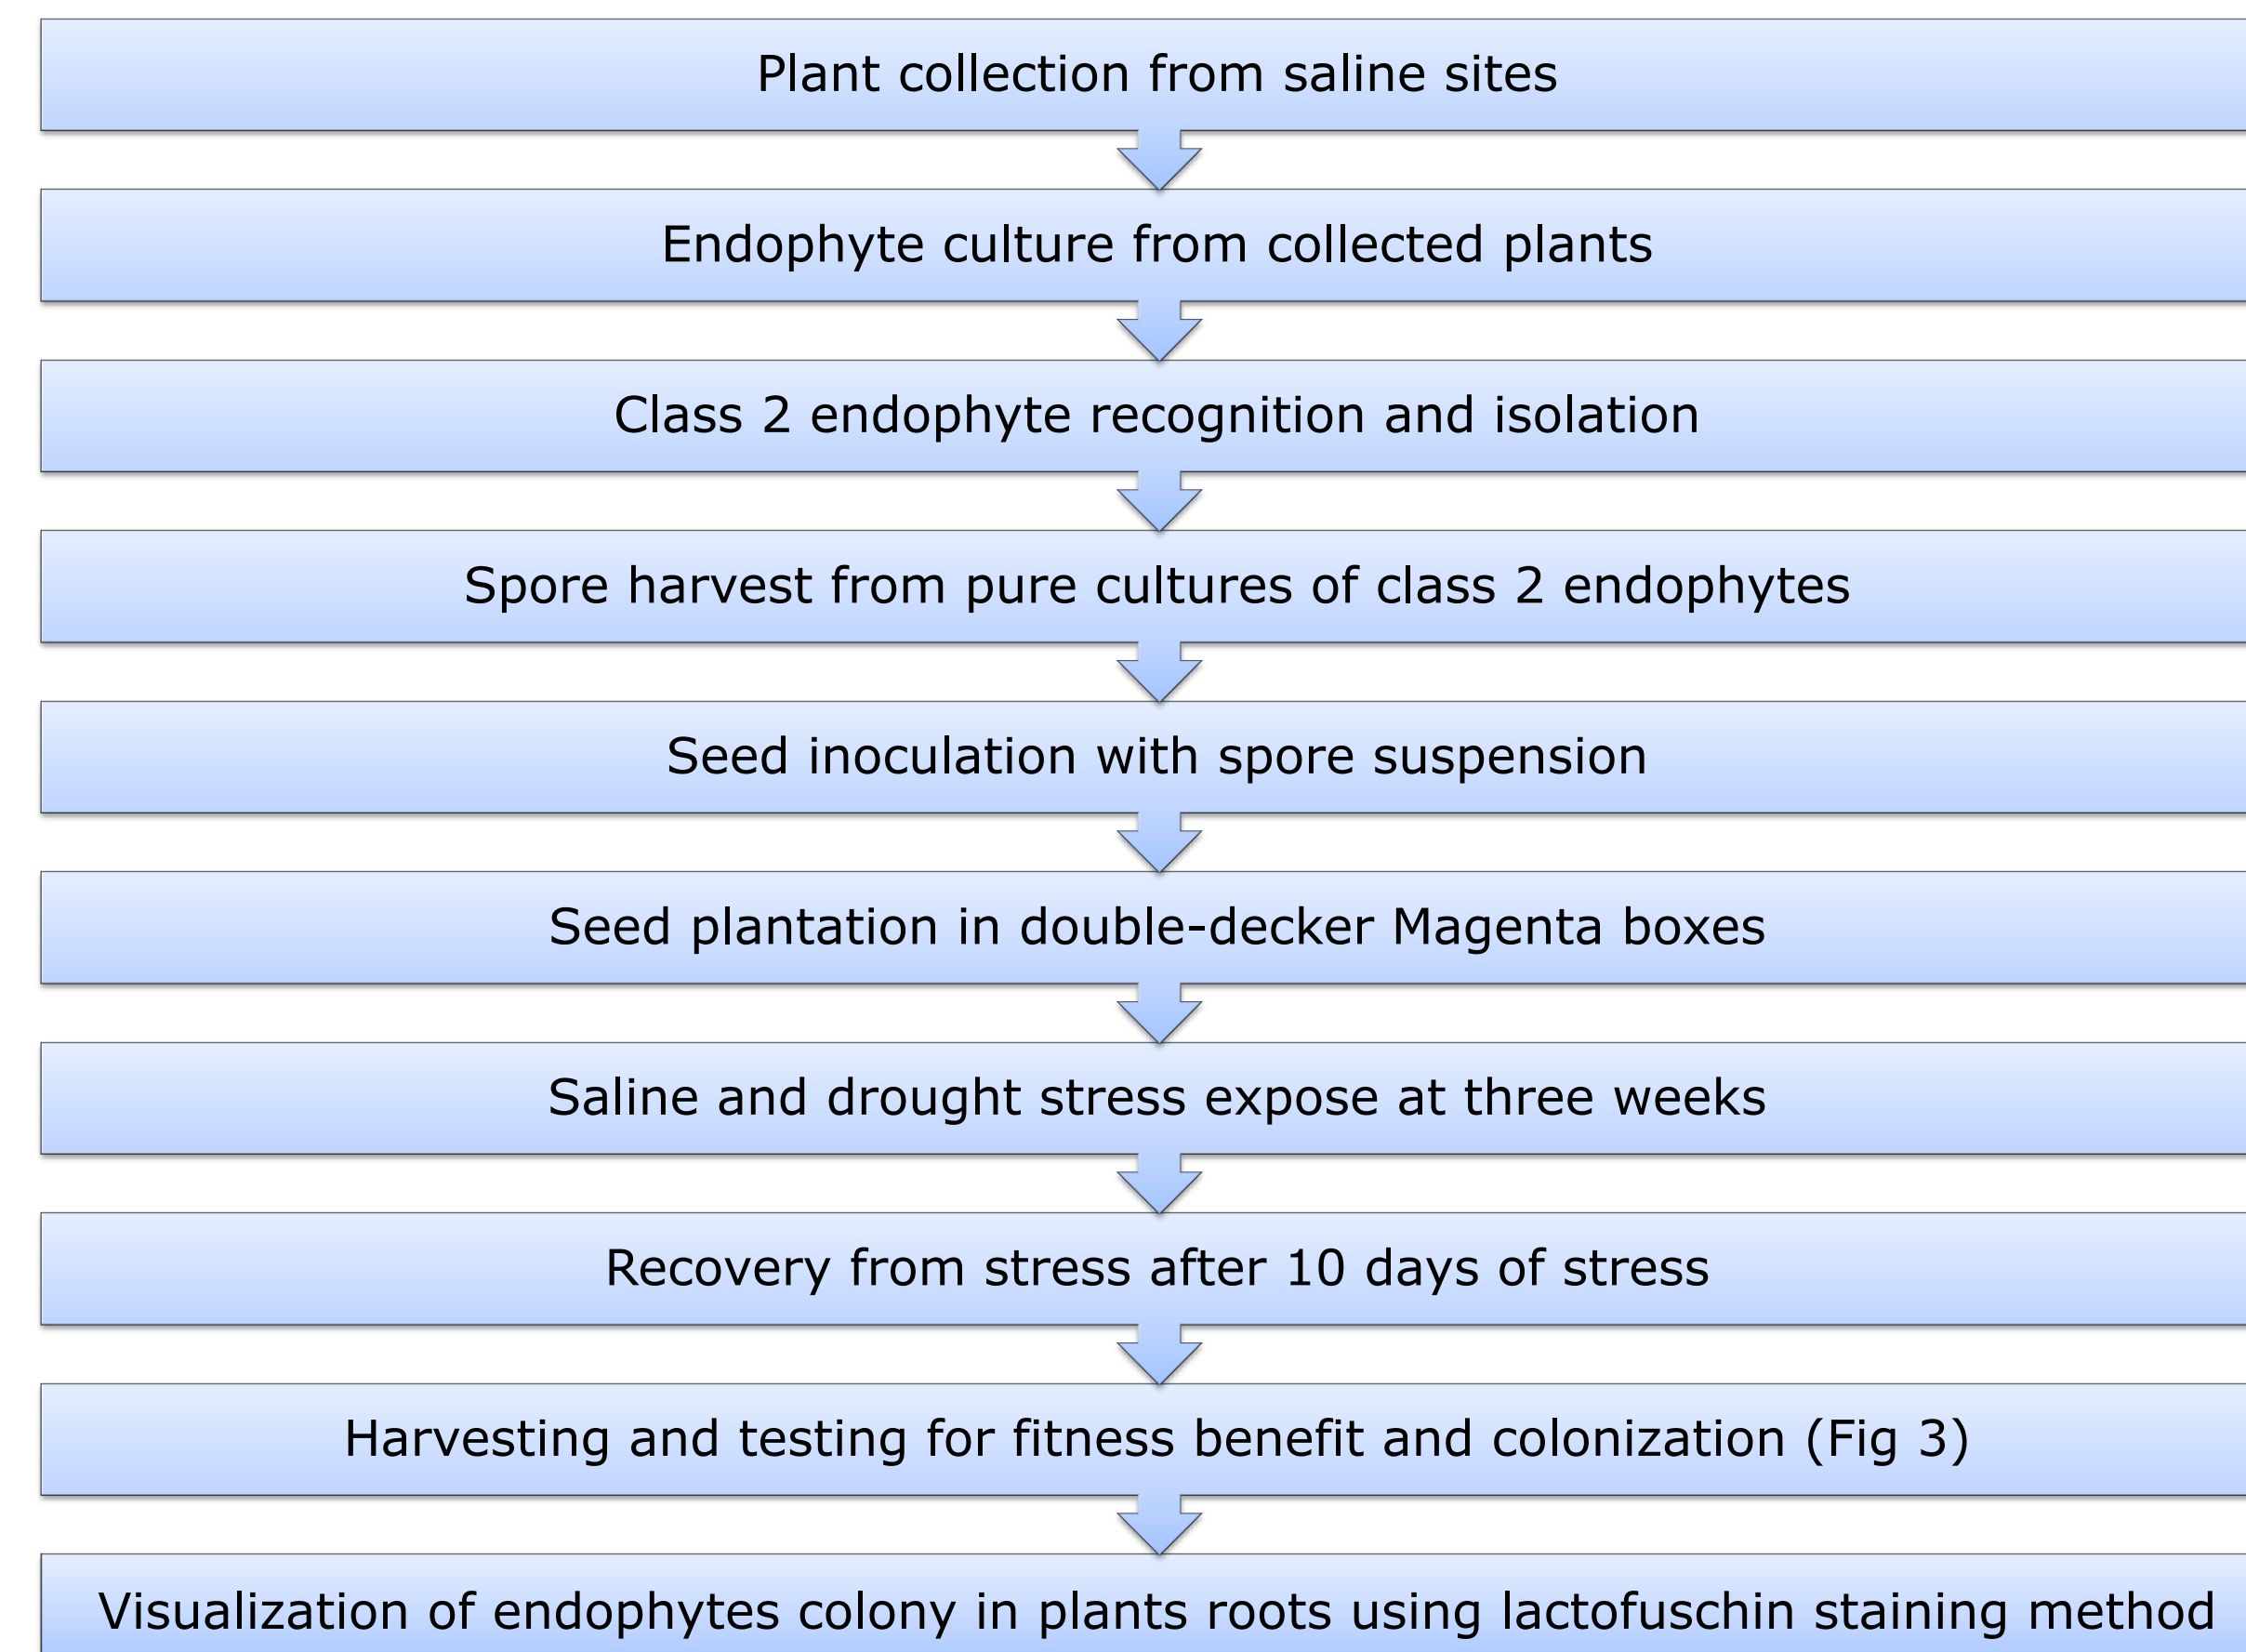 Plant collection from saline sites
Endophyte culture from collected plants
Class 2 endophyte recognition and isolation
Spore harvest from pure cultures of class 2 endophytes
Seed inoculation with spore suspension
Seed plantation in double-decker Magenta boxes
Saline and drought stress expose at three weeks
Recovery from stress after 10 days of stress
Harvesting and testing for fitness benefit and colonization (Fig 3)
Visualization of endophytes colony in plants roots using lactofuschin staining method